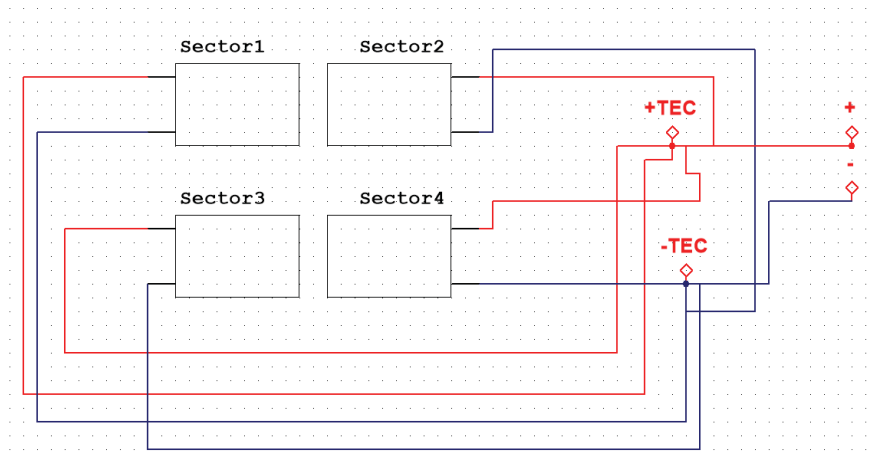 Sector1
Sector2
+TEC
+
-
Sector3
Sector4
-TEC